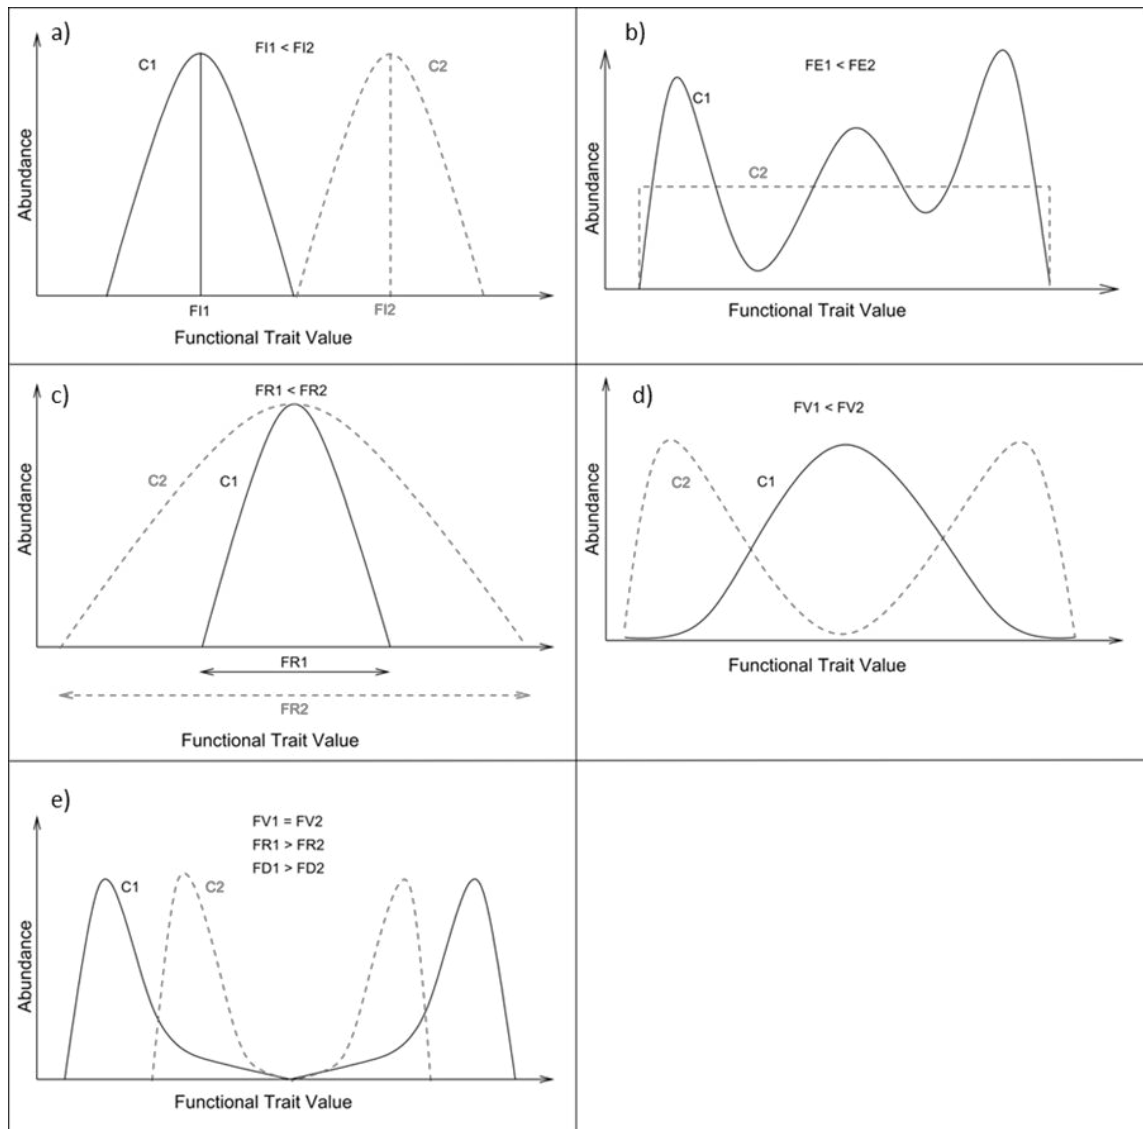 a)
FI1 < FI2
C1
C2
Abundance
FI1
FI2
Functional Trait Value
b)
FE1 < FE2
C1
C2
Abundance
Functional Trait Value
c)
FR1 < FR2
C2
C1
Abundance
FR1
FR2
Functional Trait Value
d)
FV1 < FV2
C2
C1
Abundance
Functional Trait Value
e)
FV1 = FV2
FR1 > FR2
FD1 > FD2
C1
C2
Abundance
Functional Trait Value